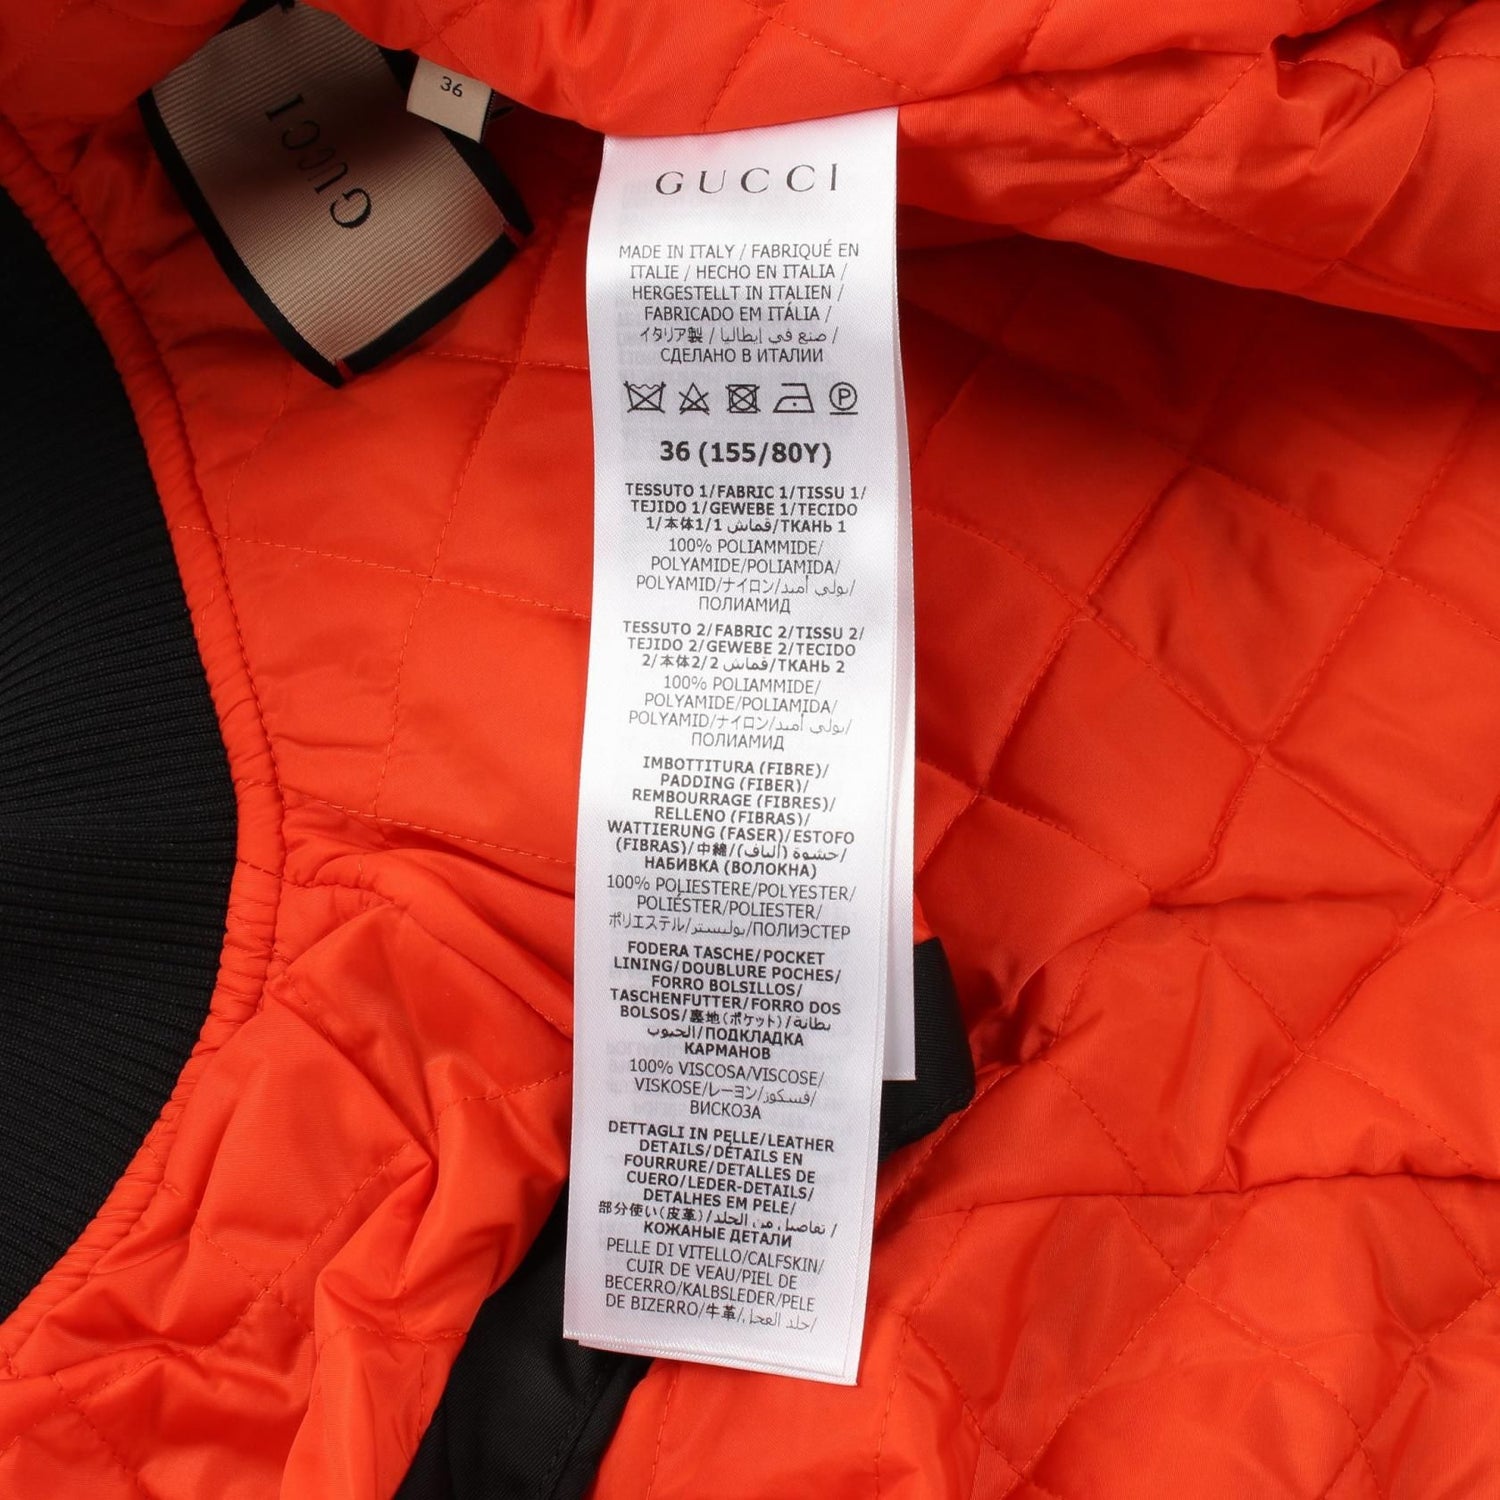 GUCCI
36
GUCCI
MADE IN ITALY / FABRIQUÉ EN
ITALIE / HECHO EN ITALIA /
HERGESTELLT IN ITALIEN /
FABRICADO EM ITÁLIA /
イタリア製 / صنع في إيطاليا /
СДЕЛАНО В ИТАЛИИ
P
36 (155/80Y)
TESSUTO 1/FABRIC 1/TISSU 1/
TEJIDO 1/GEWEBE 1/TECIDO
1/本体1/قماش 1/ТКАНЬ 1
100% POLIAMMIDE/
POLYAMIDE/POLIAMIDA/
POLYAMID/ナイロン/بولي أميد/
ПОЛИАМИД
TESSUTO 2/FABRIC 2/TISSU 2/
TEJIDO 2/GEWEBE 2/TECIDO
2/本体2/قماش 2/ТКАНЬ 2
100% POLIAMMIDE/
POLYAMIDE/POLIAMIDA/
POLYAMID/ナイロン/بولي أميد/
ПОЛИАМИД
IMBOTTITURA (FIBRE)/
PADDING (FIBER)/
REMBOURRAGE (FIBRES)/
RELLENO (FIBRAS)/
WATTIERUNG (FASER)/ESTOFO
(FIBRAS)/中綿/حشوة (ألياف)/
НАБИВКА (ВОЛОКНА)
100% POLIESTERE/POLYESTER/
POLIÉSTER/POLIESTER/
ポリエステル/بوليستر/ПОЛИЭСТЕР
FODERA TASCHE/POCKET
LINING/DOUBLURE POCHES/
FORRO BOLSILLOS/
TASCHENFUTTER/FORRO DOS
BOLSOS/裏地(ポケット)/بطانة
الجيوب/ПОДКЛАДКА
КАРМАНОВ
100% VISCOSA/VISCOSE/
VISKOSE/レーヨン/فسكوز/
ВИСКОЗА
DETTAGLI IN PELLE/LEATHER
DETAILS/DÉTAILS EN
FOURRURE/DETALLES DE
CUERO/LEDER-DETAILS/
DETALHES EM PELE/
部分使い(皮革)/تفاصيل من الجلد/
КОЖАНЫЕ ДЕТАЛИ
PELLE DI VITELLO/CALFSKIN/
CUIR DE VEAU/PIEL DE
BECERRO/KALBSLEDER/PELE
DE BIZERRO/牛革/جلد العجل/